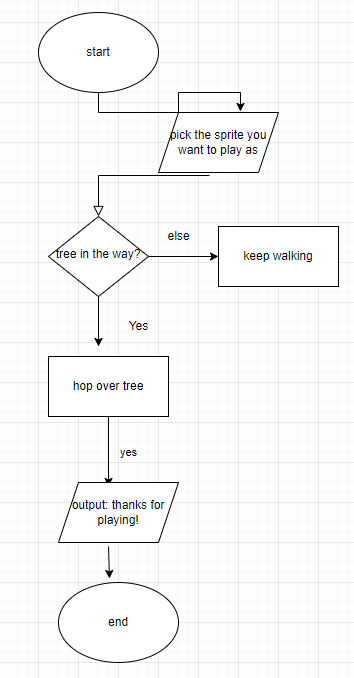 start
pick the sprite you
want to play as
tree in the way?
else
keep walking
Yes
hop over tree
yes
output: thanks for
playing!
end